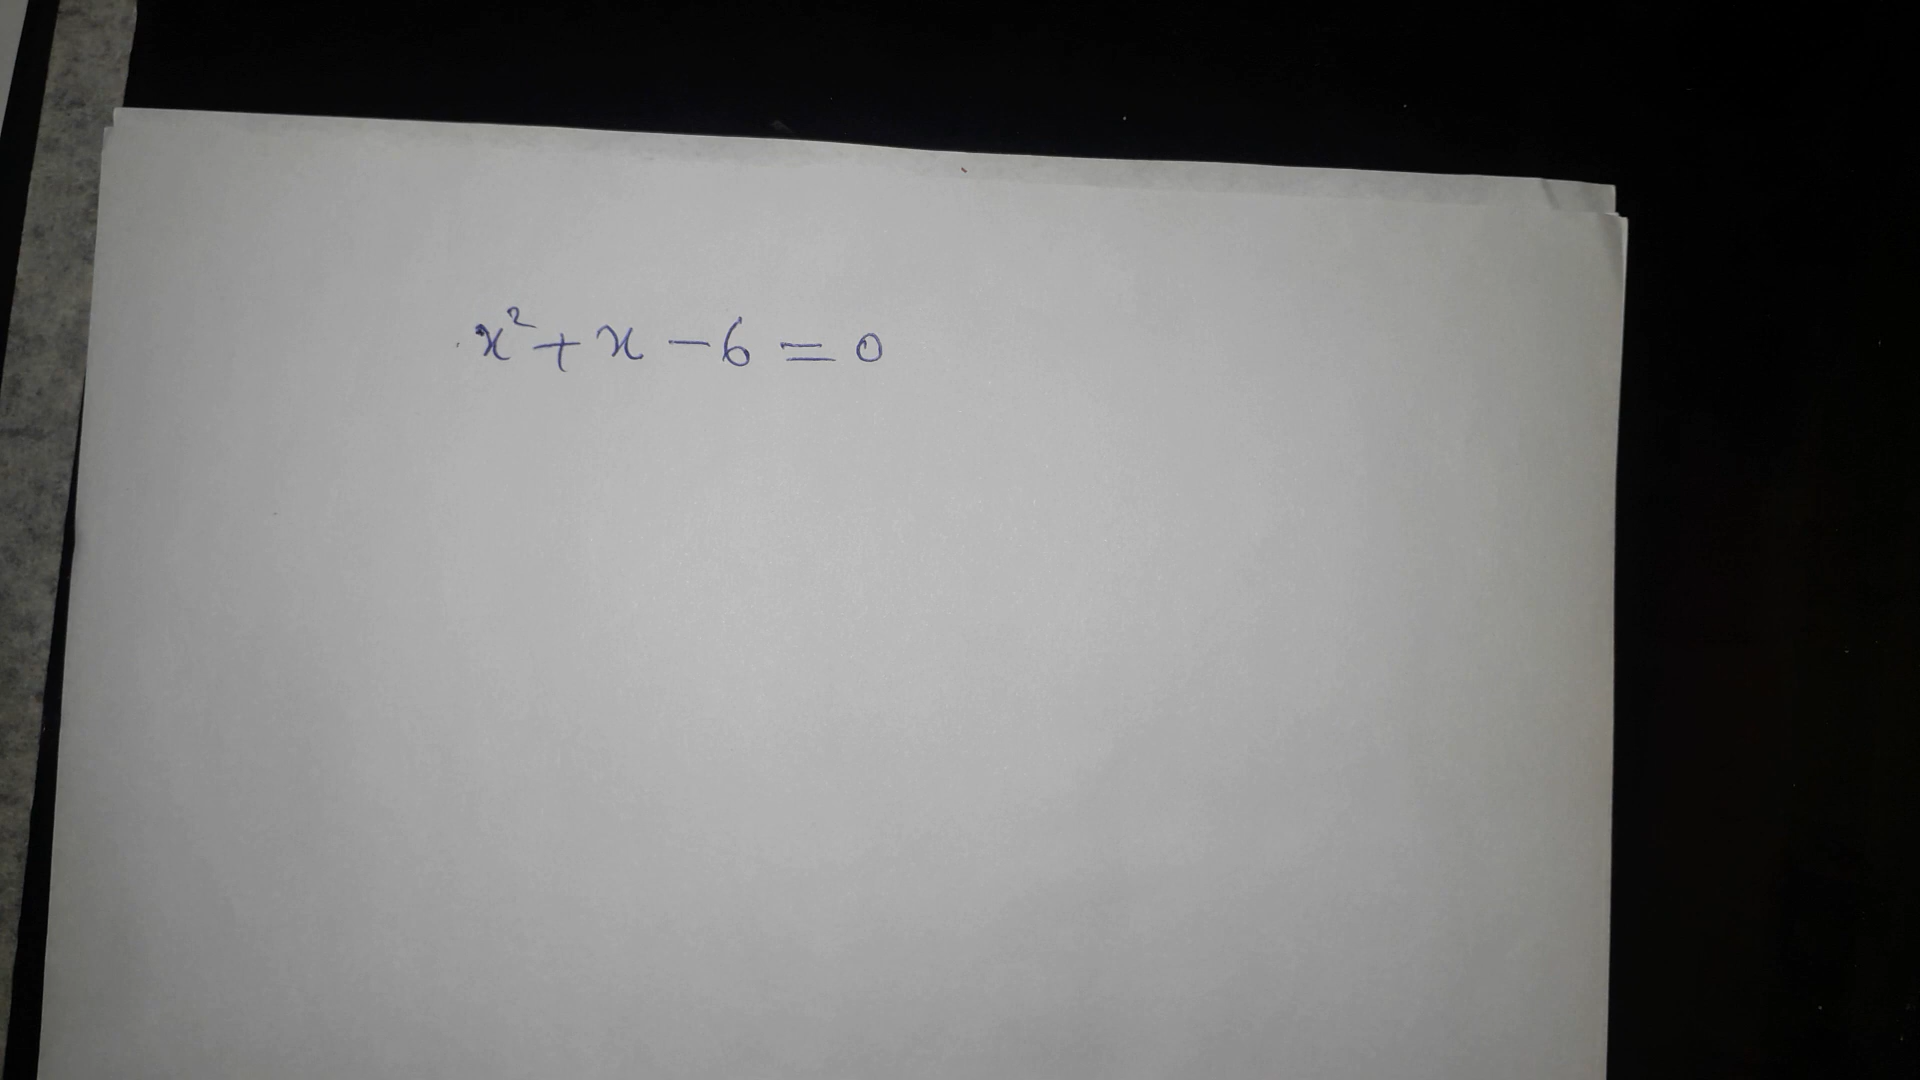 x² + x - 6 = 0